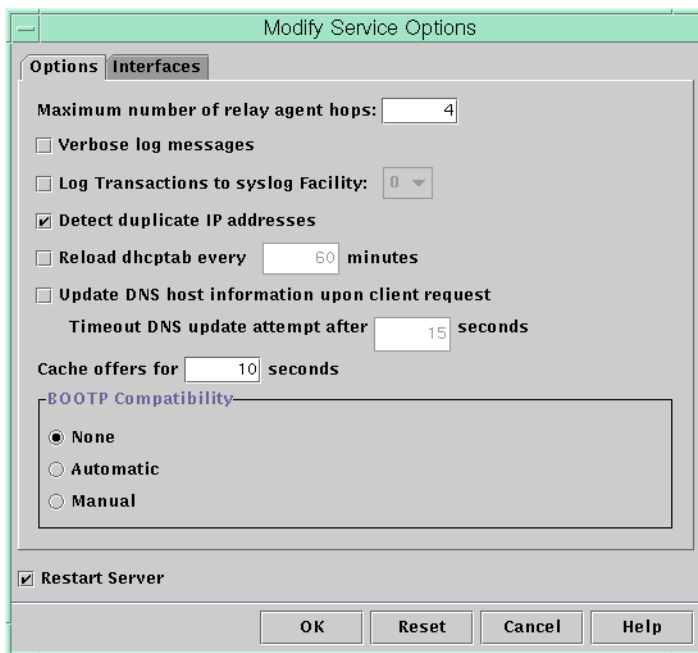 Modify Service Options
Options Interfaces
Maximum number of relay agent hops: 4
Verbose log messages
Log Transactions to syslog Facility: 0
Detect duplicate IP addresses
Reload dhcptab every 60 minutes
Update DNS host information upon client request
Timeout DNS update attempt after 15 seconds
Cache offers for 10 seconds
BOOTP Compatibility
None
Automatic
Manual
Restart Server
OK Reset Cancel Help